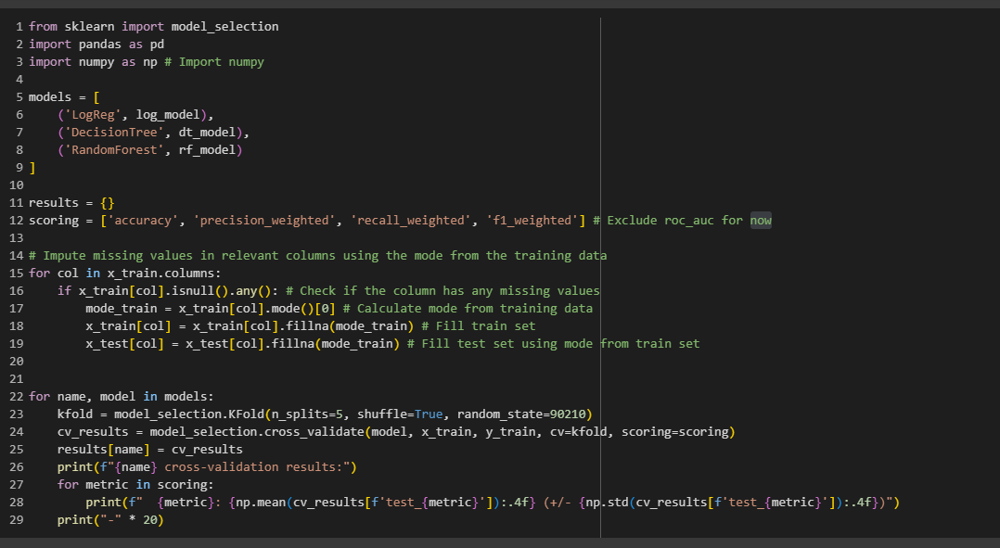 1 from sklearn import model_selection
2 import pandas as pd
3 import numpy as np # Import numpy
4
5 models = [
6     ('LogReg', log_model),
7     ('DecisionTree', dt_model),
8     ('RandomForest', rf_model)
9 ]
10
11 results = {}
12 scoring = ['accuracy', 'precision_weighted', 'recall_weighted', 'f1_weighted'] # Exclude roc_auc for now
13
14 # Impute missing values in relevant columns using the mode from the training data
15 for col in x_train.columns:
16     if x_train[col].isnull().any(): # Check if the column has any missing values
17         mode_train = x_train[col].mode()[0] # Calculate mode from training data
18         x_train[col] = x_train[col].fillna(mode_train) # Fill train set
19         x_test[col] = x_test[col].fillna(mode_train) # Fill test set using mode from train set
20
21
22 for name, model in models:
23     kfold = model_selection.KFold(n_splits=5, shuffle=True, random_state=90210)
24     cv_results = model_selection.cross_validate(model, x_train, y_train, cv=kfold, scoring=scoring)
25     results[name] = cv_results
26     print(f"{name} cross-validation results:")
27     for metric in scoring:
28         print(f"  {metric}: {np.mean(cv_results[f'test_{metric}']):.4f} (+/- {np.std(cv_results[f'test_{metric}']):.4f})")
29     print("-" * 20)